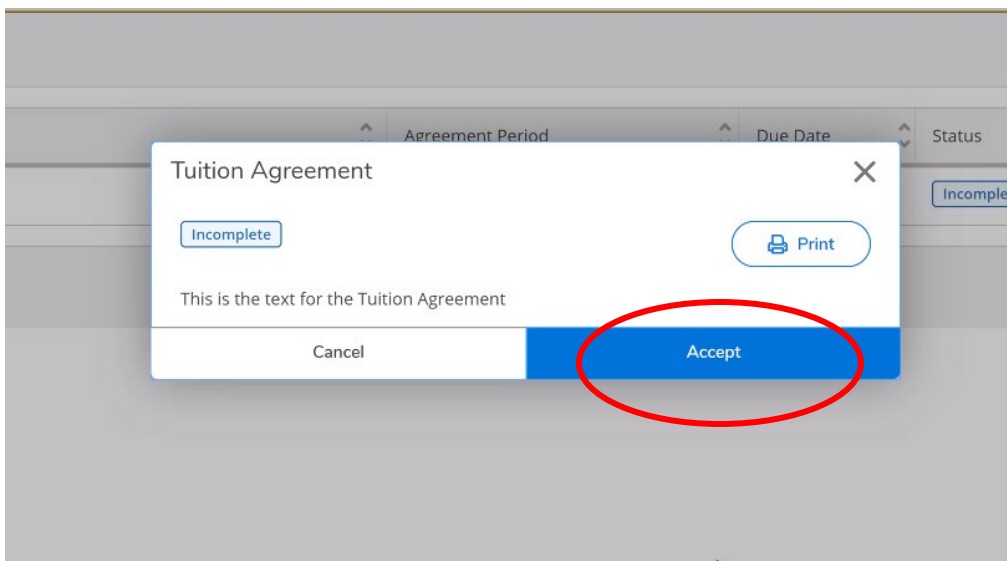 Agreement Period Due Date Status
Tuition Agreement
Incomplete
Incomple
Print
This is the text for the Tuition Agreement
Cancel Accept